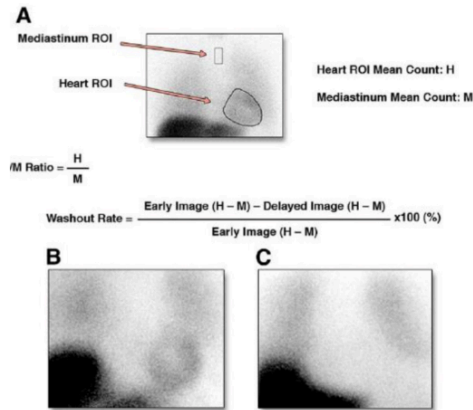 A
Mediastinum ROI
Heart ROI
Heart ROI Mean Count: H
Mediastinum Mean Count: M
/M Ratio = H
M
Washout Rate = Early Image (H – M) – Delayed Image (H – M) x100 (%)
Early Image (H – M)
B
C